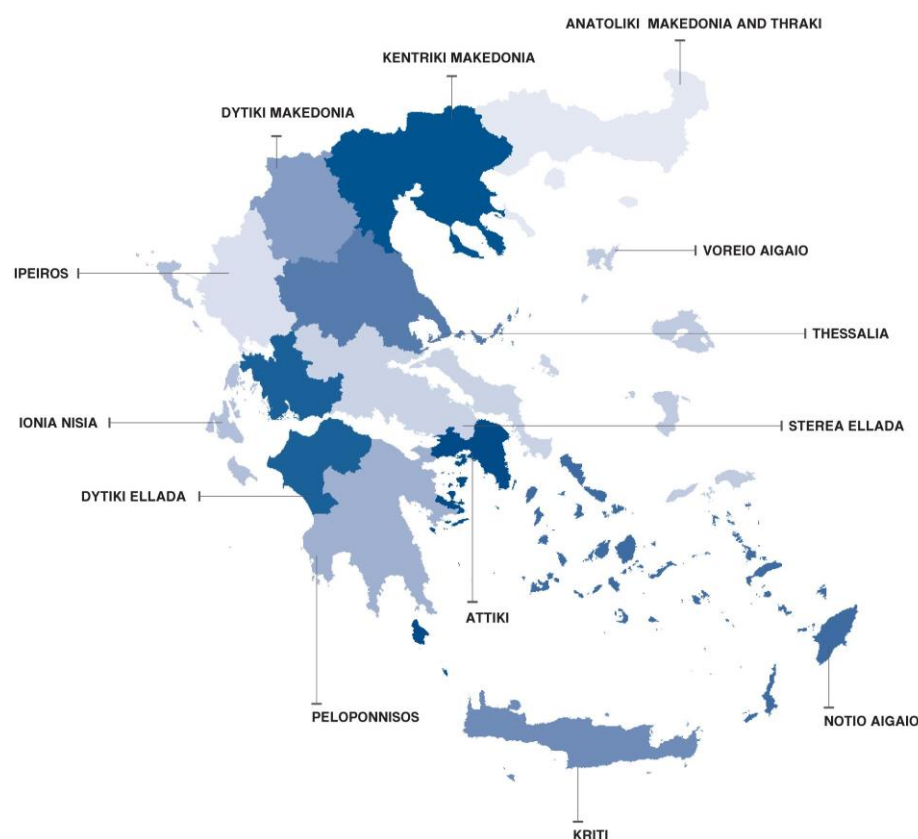 ANATOLIKI MAKEDONIA AND THRAKI
KENTRIKI MAKEDONIA
DYTIKI MAKEDONIA
VOREIO AIGAIO
IPEIROS
THESSALIA
IONIA NISIA
STEREA ELLADA
DYTIKI ELLADA
ATTIKI
PELOPONNISOS
NOTIO AIGAIO
KRITI